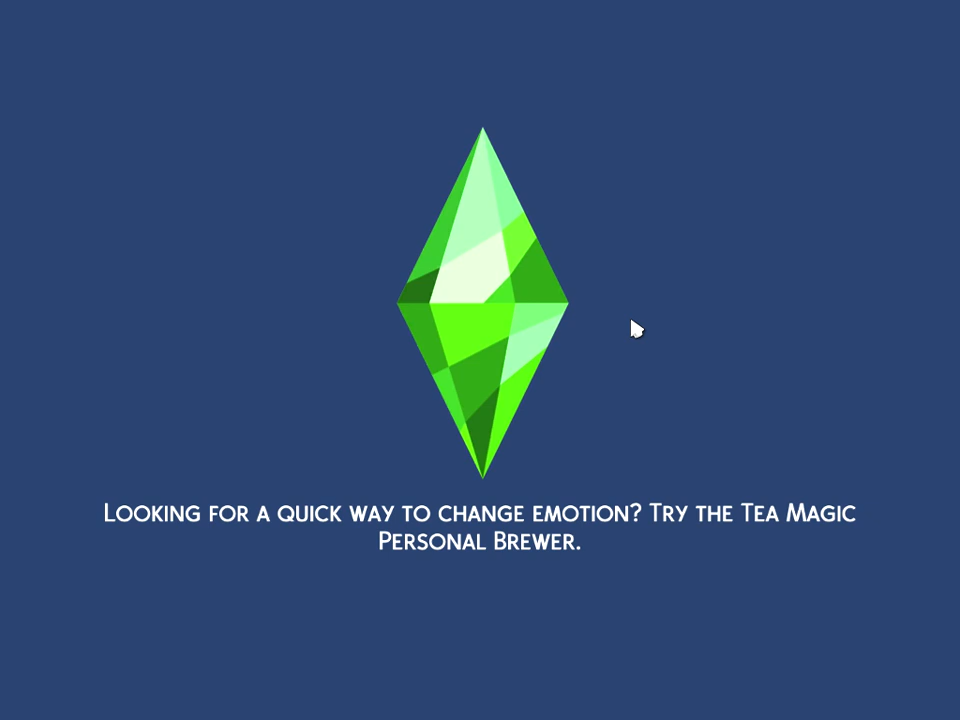 Looking for a quick way to change emotion? Try the Tea Magic
Personal Brewer.